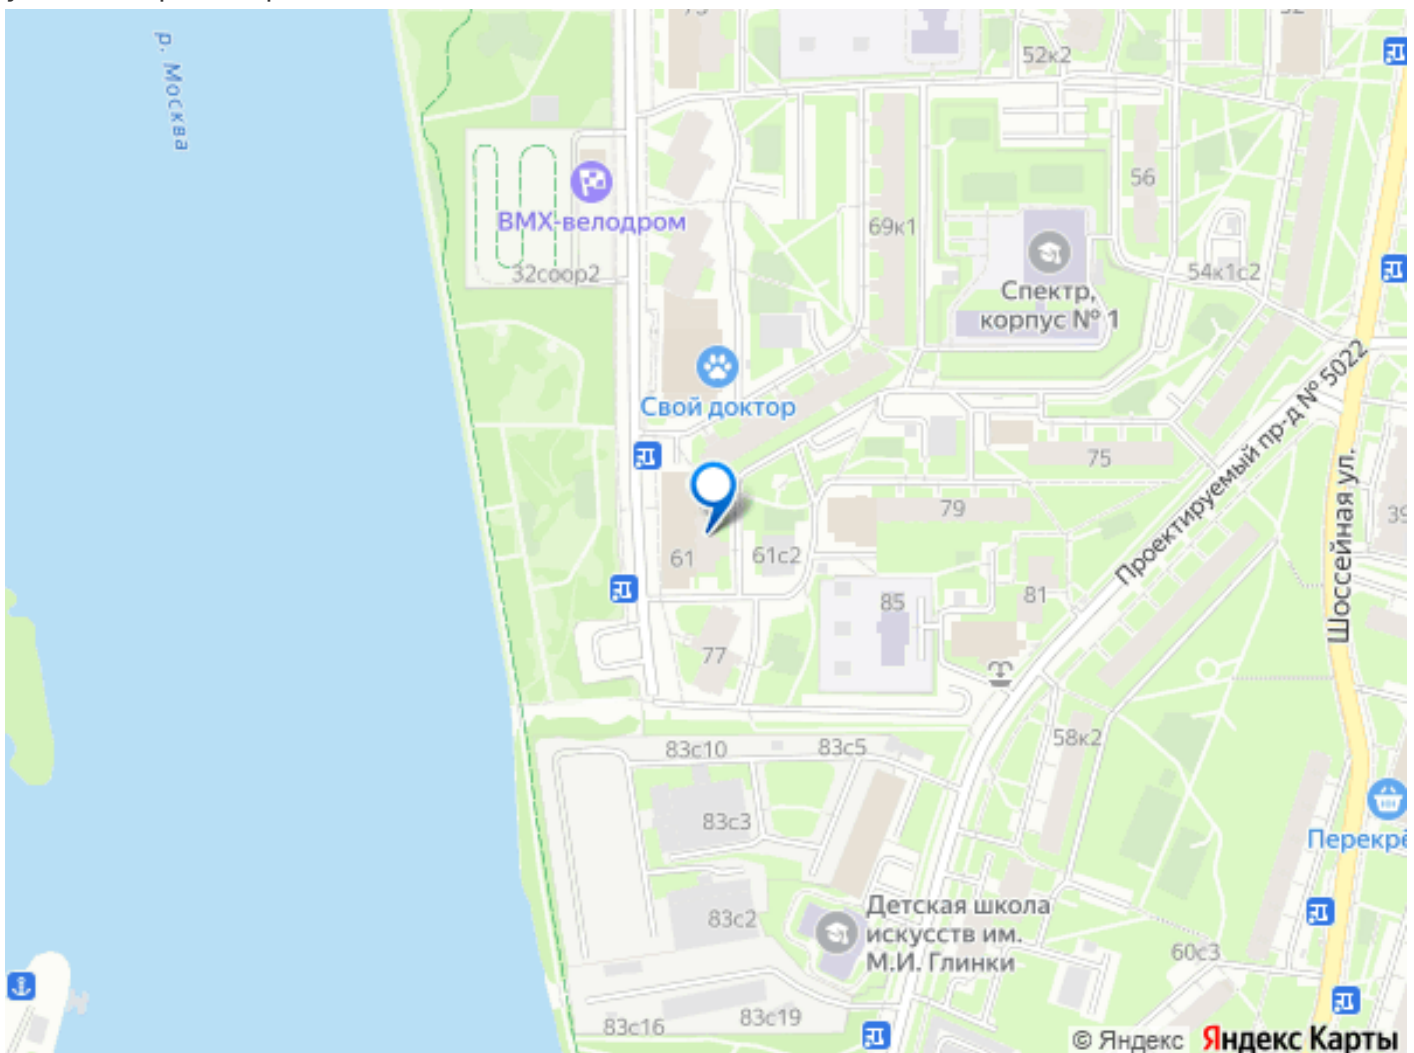 р. Москва
52к2
56
BMX-велодром
69к1
32соор2
54к1с2
Спектр,
корпус № 1
Свой доктор
Проектируемый пр-д № 5022
Шоссейная ул.
75
79
39
61
61с2
85
81
77
83с10
83с5
58к2
83с3
Перекрё
Детская школа
искусств им.
М.И. Глинки
83с2
60с3
83с16
83с19
© Яндекс Яндекс Карты